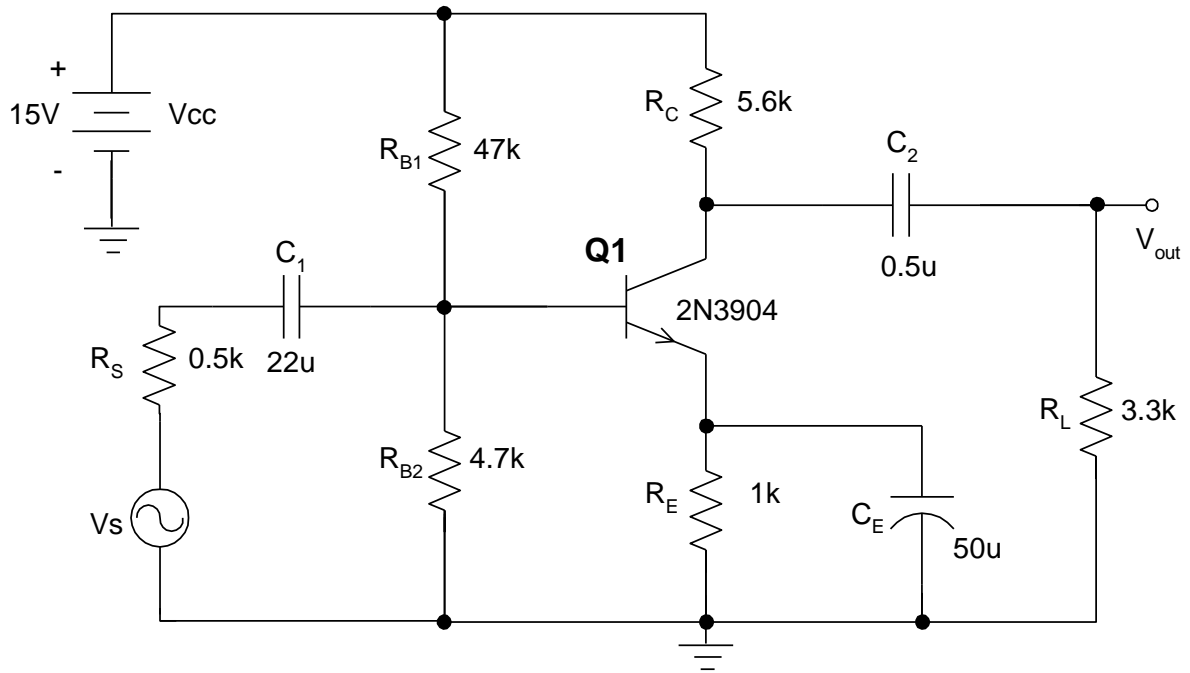 +
15V
Vcc
-
R_B1 47k
R_C 5.6k
C_2
0.5u
V_out
C_1
22u
Q1
2N3904
R_S 0.5k
Vs
R_B2 4.7k
R_E 1k
C_E
50u
R_L 3.3k